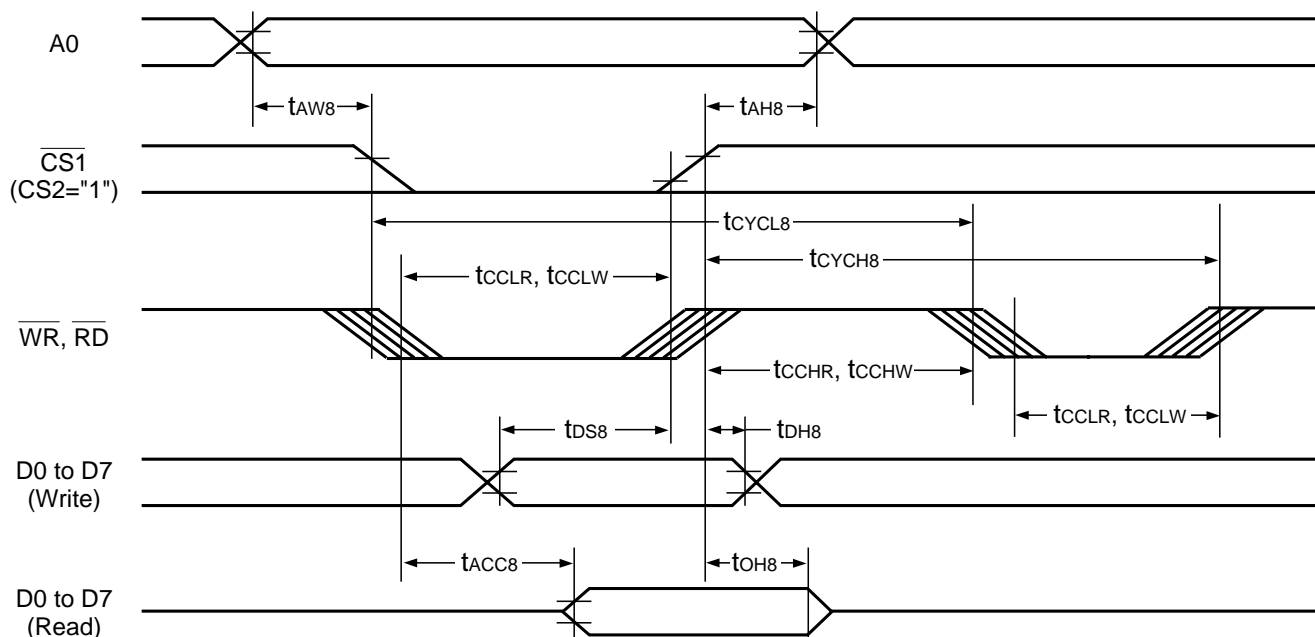 A0
tAW8
tAH8
CS1
(CS2="1")
tCYCL8
tCYCH8
tCCLR, tCCLW
WR, RD
tCCHR, tCCHW
tCCLR, tCCLW
tDS8
tDH8
D0 to D7
(Write)
tACC8
tOH8
D0 to D7
(Read)